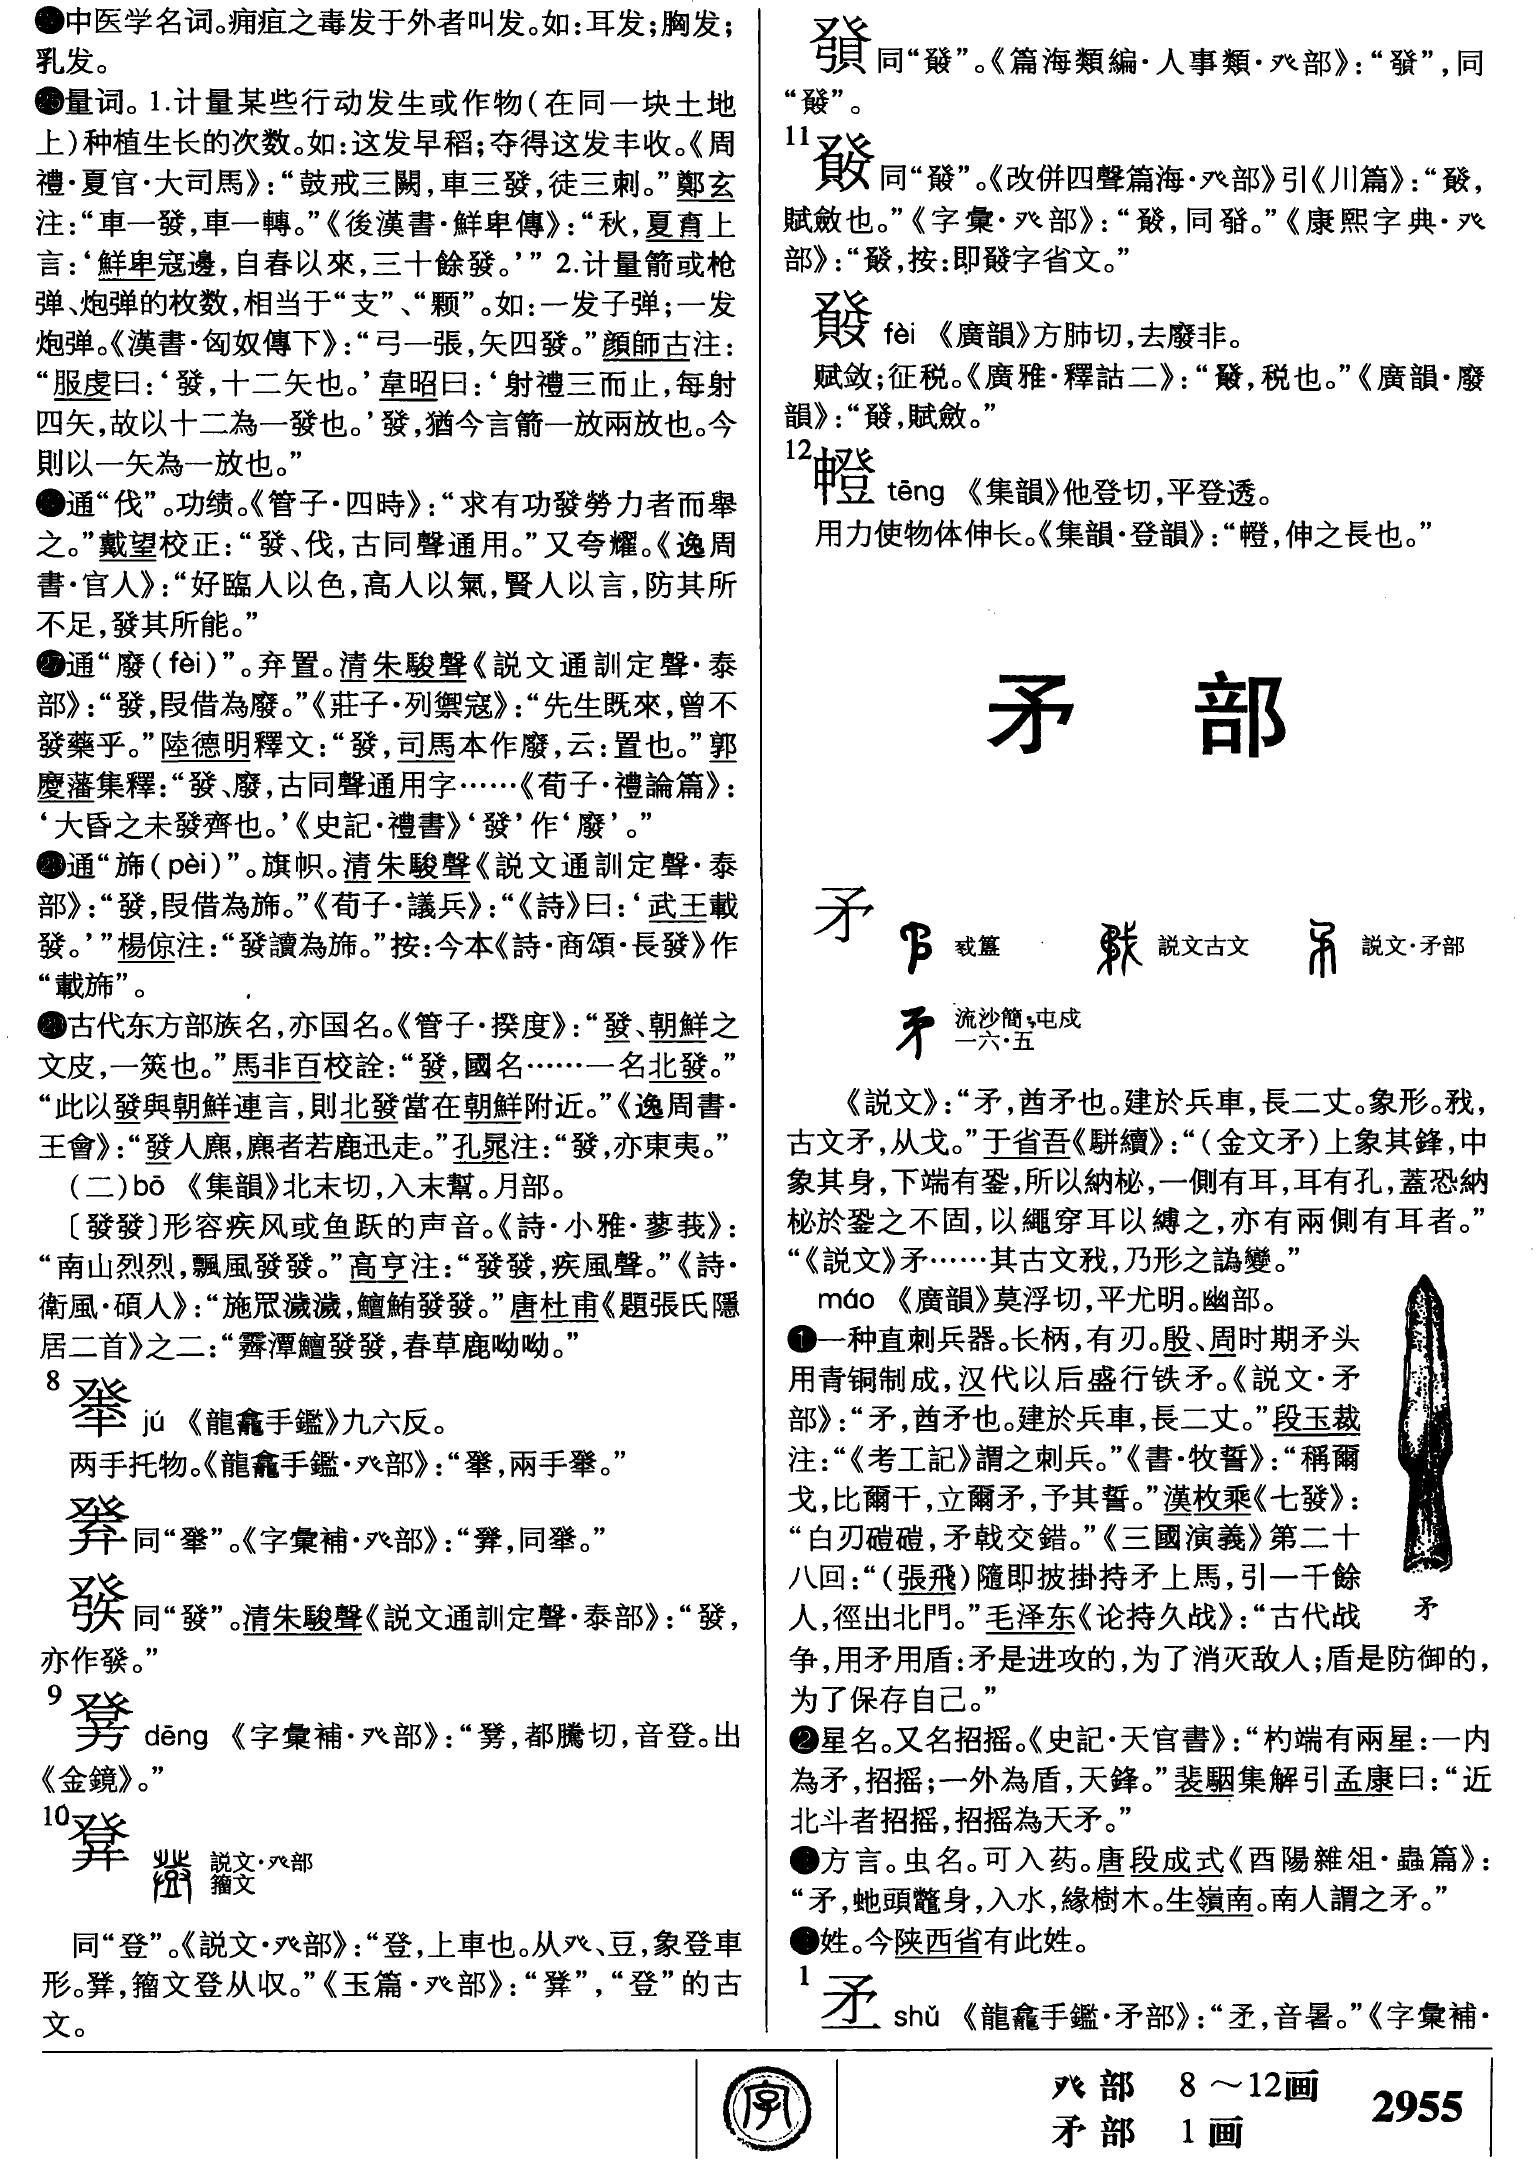 中医学名词。痈疽之毒发于外者叫发。如：耳发；胸发；
乳发。
㉕量词。1.计量某些行动发生或作物（在同一块土地
上）种植生长的次数。如：这发早稻；夺得这发丰收。《周
禮·夏官·大司馬》：“鼓戒三闋，車三發，徒三刺。”鄭玄
注：“車一發，車一轉。”《後漢書·鮮卑傳》：“秋，夏育上
言：‘鮮卑寇邊，自春以來，三十餘發。’” 2.计量箭或枪
弹、炮弹的枚数，相当于“支”、“颗”。如：一发子弹；一发
炮弹。《漢書·匈奴傳下》：“弓一張，矢四發。”顔師古注：
“服虔曰：‘發，十二矢也。’韋昭曰：‘射禮三而止，每射
四矢，故以十二為一發也。’發，猶今言箭一放兩放也。今
則以一矢為一放也。”
通“伐”。功绩。《管子·四時》：“求有功發勞力者而舉
之。”戴望校正：“發、伐，古同聲通用。”又夸耀。《逸周
書·官人》：“好臨人以色，高人以氣，賢人以言，防其所
不足，發其所能。”
㉗通“廢（fèi）”。弃置。清朱駿聲《説文通訓定聲·泰
部》：“發，叚借為廢。”《莊子·列禦寇》：“先生既來，曾不
發藥乎。”陸德明釋文：“發，司馬本作廢，云：置也。”郭
慶藩集釋：“發、廢，古同聲通用字……《荀子·禮論篇》：
‘大昏之未發齊也。’《史記·禮書》‘發’作‘廢’。”
㉘通“旆（pèi）”。旗帜。清朱駿聲《説文通訓定聲·泰
部》：“發，叚借為旆。”《荀子·議兵》：“《詩》曰：‘武王載
發。’”楊倞注：“發讀為旆。”按：今本《詩·商頌·長發》作
“載旆”。
㉙古代东方部族名，亦国名。《管子·揆度》：“發、朝鮮之
文皮，一筴也。”馬非百校詮：“發，國名……一名北發。”
“此以發與朝鮮連言，則北發當在朝鮮附近。”《逸周書·
王會》：“發人麃，麃者若鹿迅走。”孔晁注：“發，亦東夷。”
（二）bō 《集韻》北末切，入末幫。月部。
〔發發〕形容疾风或鱼跃的声音。《詩·小雅·蓼莪》：
“南山烈烈，飄風發發。”高亨注：“發發，疾風聲。”《詩·
衛風·碩人》：“施罛濊濊，鱣鮪發發。”唐杜甫《題張氏隱
居二首》之二：“霽潭鱣發發，春草鹿呦呦。”
8
jú 《龍龕手鑑》九六反。
两手托物。《龍龕手鑑·癶部》：“，兩手。”
同“”。《字彙補·癶部》：“，同。”
同“發”。清朱駿聲《説文通訓定聲·泰部》：“發，
亦作。”
9
dēng 《字彙補·癶部》：“，都騰切，音登。出
《金鏡》。”
10
説文·癶部
籀文
同“登”。《説文·癶部》：“登，上車也。从癶、豆，象登車
形。，籀文登从収。”《玉篇·癶部》：“”，“登”的古
文。
同“”。《篇海類編·人事類·癶部》：“”，同
“”。
11
同“”。《改併四聲篇海·癶部》引《川篇》：“，
賦斂也。”《字彙·癶部》：“，同。”《康熙字典·癶
部》：“，按：即字省文。”
fèi 《廣韻》方肺切，去廢非。
赋敛；征税。《廣雅·釋詁二》：“，税也。”《廣韻·廢
韻》：“，賦斂。”
12
tēng 《集韻》他登切，平登透。
用力使物体伸长。《集韻·登韻》：“，伸之長也。”
矛部
矛 㦰簋 説文古文 説文·矛部
流沙簡·屯戍
一六·五
《説文》：“矛，酋矛也。建於兵車，長二丈。象形。𢦧，
古文矛，从戈。”于省吾《駢續》：“（金文矛）上象其鋒，中
象其身，下端有銎，所以納柲，一側有耳，耳有孔，蓋恐納
柲於銎之不固，以繩穿耳以縛之，亦有兩側有耳者。”
“《説文》矛……其古文𢦧，乃形之譌變。”
máo 《廣韻》莫浮切，平尤明。幽部。
❶一种直刺兵器。长柄，有刃。殷、周时期矛头
用青铜制成，汉代以后盛行铁矛。《説文·矛
部》：“矛，酋矛也。建於兵車，長二丈。”段玉裁
注：“《考工記》謂之刺兵。”《書·牧誓》：“稱爾
戈，比爾干，立爾矛，予其誓。”漢枚乘《七發》：
“白刃磑磑，矛戟交錯。”《三國演義》第二十
八回：“（張飛）隨即披掛持矛上馬，引一千餘
人，徑出北門。”毛泽东《论持久战》：“古代战
争，用矛用盾：矛是进攻的，为了消灭敌人；盾是防御的，
为了保存自己。”
矛
❷星名。又名招摇。《史記·天官書》：“杓端有兩星：一内
為矛，招摇；一外為盾，天鋒。”裴駰集解引孟康曰：“近
北斗者招摇，招摇為天矛。”
方言。虫名。可入药。唐段成式《酉陽雜俎·蟲篇》：
“矛，虵頭鼈身，入水，緣樹木。生嶺南。南人謂之矛。”
姓。今陕西省有此姓。
1
shǔ 《龍龕手鑑·矛部》：“，音暑。”《字彙補·
字
癶部 8～12画 2955
矛部 1画